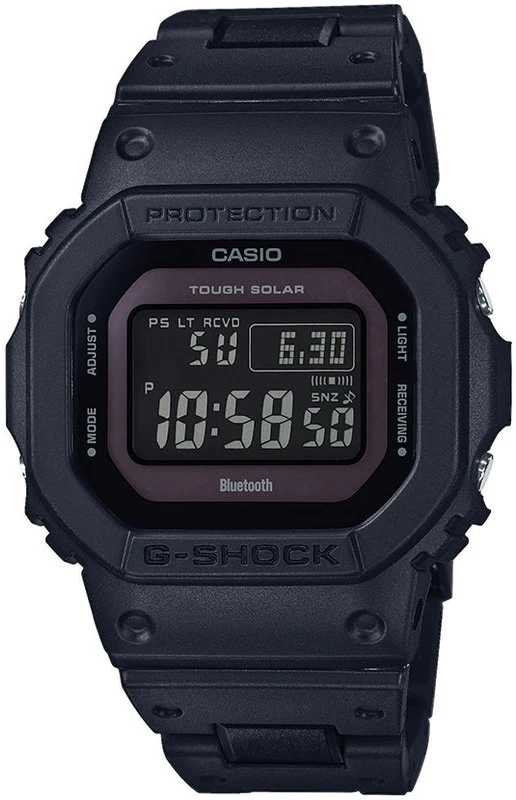 PROTECTION
CASIO
TOUGH SOLAR
PS LT RCVD
SU 6.30
SNZ
P 10:58 50
ADJUST
MODE
LIGHT
RECEIVING
Bluetooth
G-SHOCK